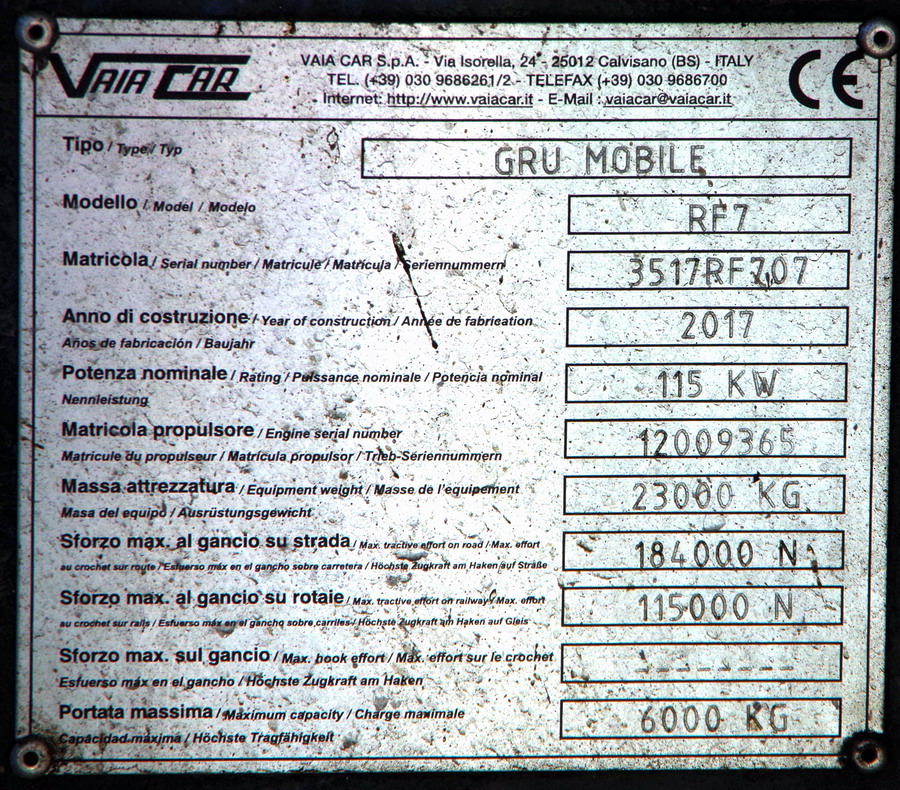 VAIA CAR
VAIA CAR S.p.A. - Via Isorella, 24 - 25012 Calvisano (BS) - ITALY
TEL. (+39) 030 9686261/2 - TELEFAX (+39) 030 9686700
Internet: http://www.vaiacar.it - E-Mail : vaiacar@vaiacar.it
CE
Tipo / Type / Typ GRU MOBILE
Modello / Model / Modelo RF7
Matricola / Serial number / Matricule / Matrícuja / Seriennummern 3517RF707
Anno di costruzione / Year of construction / Année de fabrication 2017
Años de fabricación / Baujahr
Potenza nominale / Rating / Puissance nominale / Potencia nominal 115 KW
Nennleistung
Matricola propulsore / Engine serial number 12009365
Matricule du propulseur / Matrícula propulsor / Trieb-Seriennummern
Massa attrezzatura / Equipment weight / Masse de l'equipement 23000 KG
Masa del equipo / Ausrüstungsgewicht
Sforzo max. al gancio su strada / Max. tractive effort on road / Max. effort 184000 N
au crochet sur route / Esfuerso máx en el gancho sobre carretera / Höchste Zugkraft am Haken auf Straße
Sforzo max. al gancio su rotaie / Max. tractive effort on railway / Max. effort 115000 N
au crochet sur rails / Esfuerso máx en el gancho sobre carriles / Höchste Zugkraft am Haken auf Gleis
Sforzo max. sul gancio / Max. hook effort / Max. effort sur le crochet --------
Esfuerso máx en el gancho / Höchste Zugkraft am Haken
Portata massima / Maximum capacity / Charge maximale 6000 KG
Capacidad máxima / Höchste Tragfähigkeit